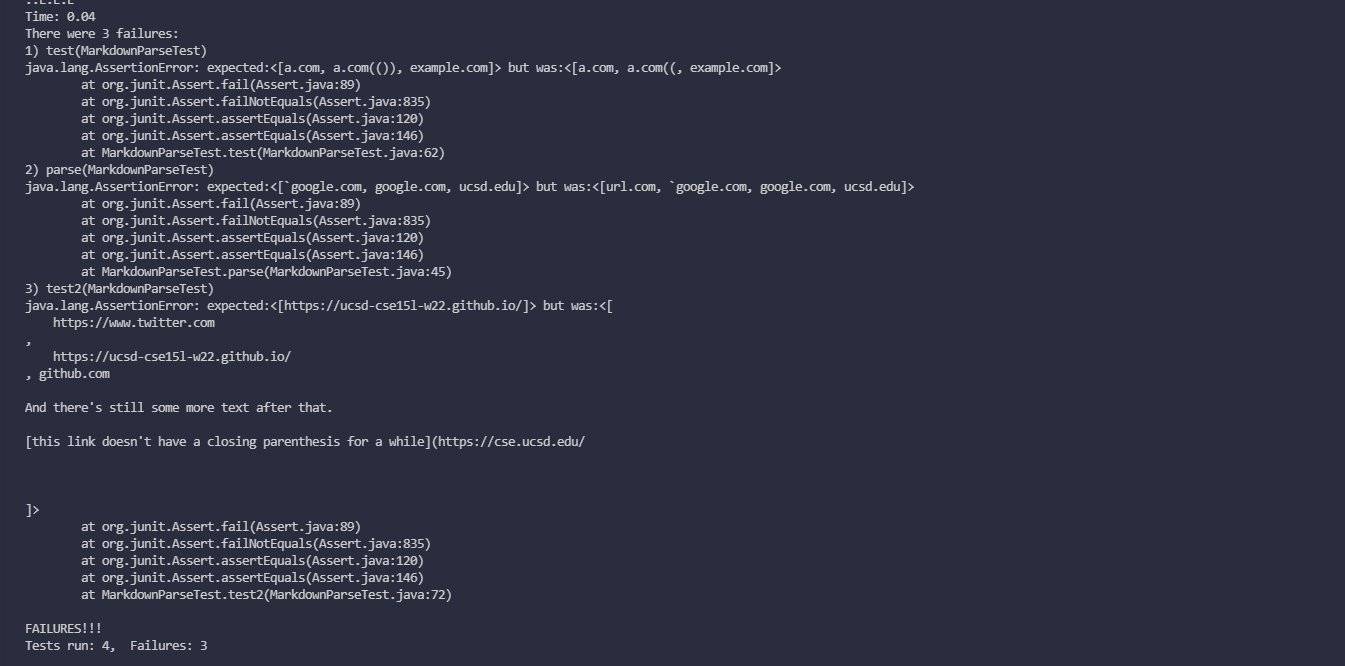 ..E.E.E
Time: 0.04
There were 3 failures:
1) test(MarkdownParseTest)
java.lang.AssertionError: expected:<[a.com, a.com(()), example.com]> but was:<[a.com, a.com((, example.com]>
        at org.junit.Assert.fail(Assert.java:89)
        at org.junit.Assert.failNotEquals(Assert.java:835)
        at org.junit.Assert.assertEquals(Assert.java:120)
        at org.junit.Assert.assertEquals(Assert.java:146)
        at MarkdownParseTest.test(MarkdownParseTest.java:62)
2) parse(MarkdownParseTest)
java.lang.AssertionError: expected:<[`google.com, google.com, ucsd.edu]> but was:<[url.com, `google.com, google.com, ucsd.edu]>
        at org.junit.Assert.fail(Assert.java:89)
        at org.junit.Assert.failNotEquals(Assert.java:835)
        at org.junit.Assert.assertEquals(Assert.java:120)
        at org.junit.Assert.assertEquals(Assert.java:146)
        at MarkdownParseTest.parse(MarkdownParseTest.java:45)
3) test2(MarkdownParseTest)
java.lang.AssertionError: expected:<[https://ucsd-cse15l-w22.github.io/]> but was:<[
    https://www.twitter.com
,
    https://ucsd-cse15l-w22.github.io/
, github.com

And there's still some more text after that.

[this link doesn't have a closing parenthesis for a while](https://cse.ucsd.edu/



]>
        at org.junit.Assert.fail(Assert.java:89)
        at org.junit.Assert.failNotEquals(Assert.java:835)
        at org.junit.Assert.assertEquals(Assert.java:120)
        at org.junit.Assert.assertEquals(Assert.java:146)
        at MarkdownParseTest.test2(MarkdownParseTest.java:72)

FAILURES!!!
Tests run: 4,  Failures: 3